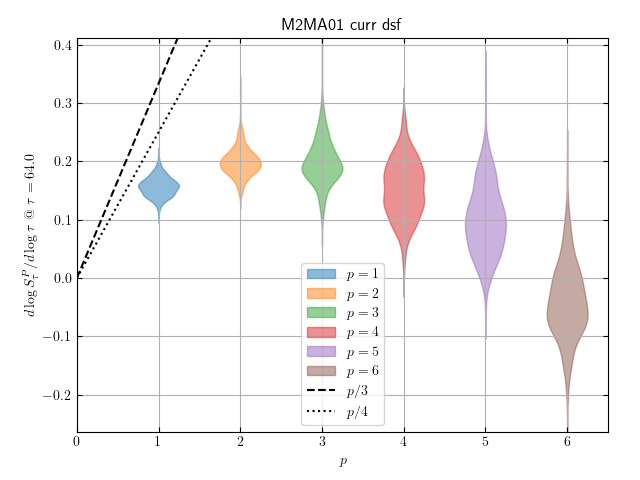 M2MA01 curr dsf
d log S_τ^P / d log τ @ τ = 64.0
0.4
0.3
0.2
0.1
0.0
−0.1
−0.2
p = 1
p = 2
p = 3
p = 4
p = 5
p = 6
p/3
p/4
0 1 2 3 4 5 6
p